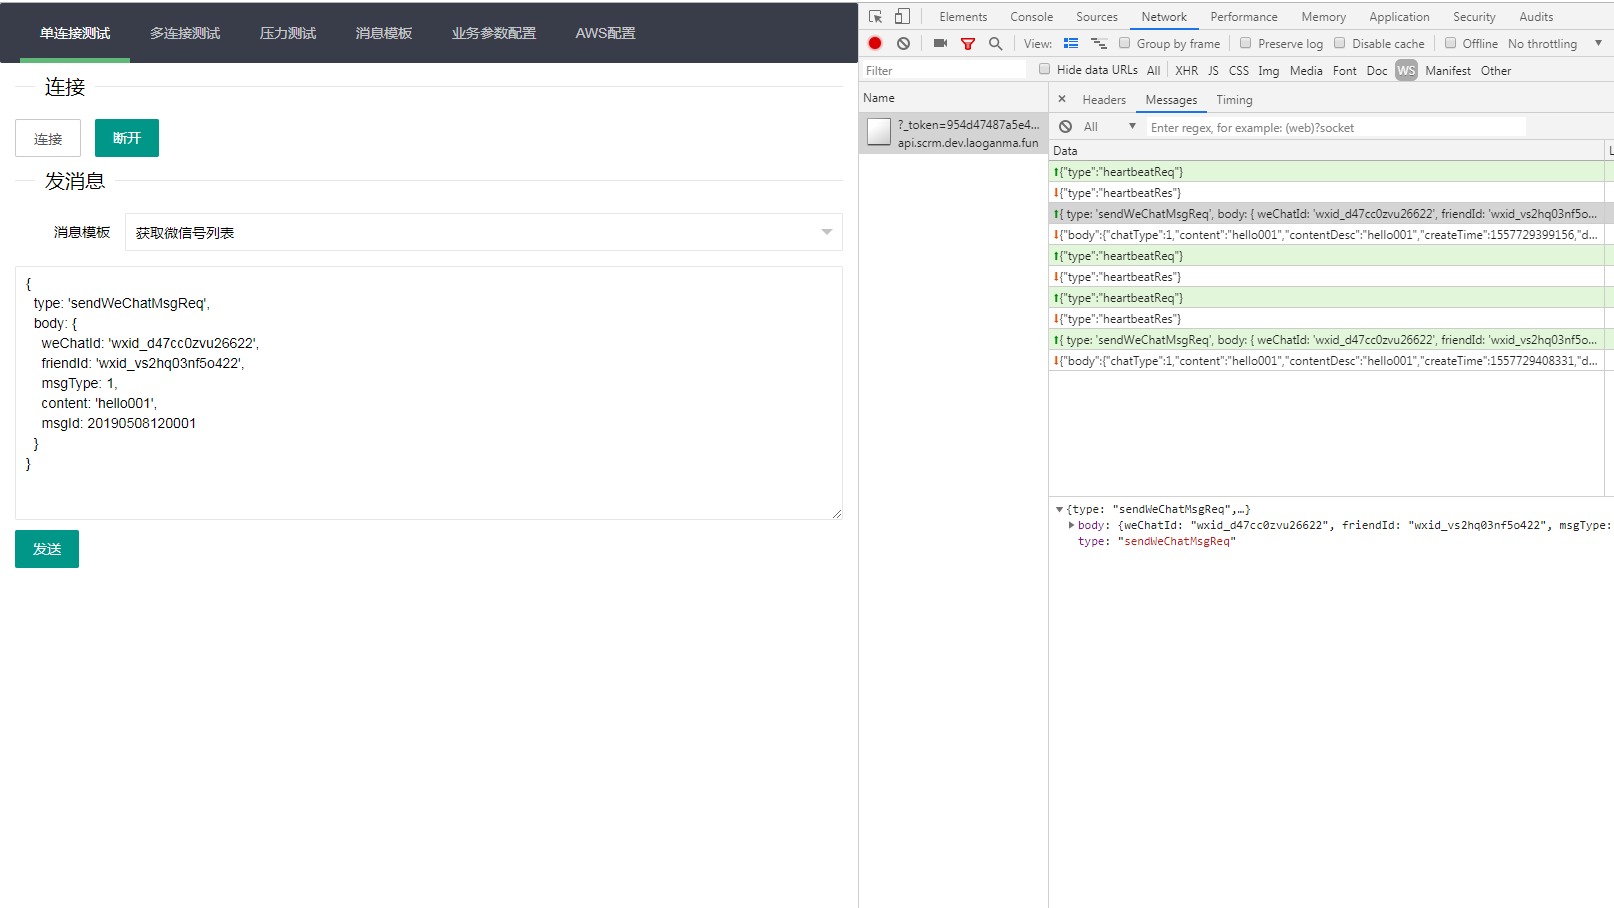 单连接测试 多连接测试 压力测试 消息模板 业务参数配置 AWS配置
连接
连接 断开
发消息
消息模板 获取微信号列表
{
type: 'sendWeChatMsgReq',
body: {
weChatId: 'wxid_d47cc0zvu26622',
friendId: 'wxid_vs2hq03nf5o422',
msgType: 1,
content: 'hello001',
msgId: 20190508120001
}
}
发送
Elements Console Sources Network Performance Memory Application Security Audits
View: Group by frame Preserve log Disable cache Offline No throttling
Filter Hide data URLs All XHR JS CSS Img Media Font Doc WS Manifest Other
Name
?_token=954d47487a5e4...
api.scrm.dev.laoganma.fun
× Headers Messages Timing
All Enter regex, for example: (web)?socket
Data L
{"type":"heartbeatReq"}
{"type":"heartbeatRes"}
{ type: 'sendWeChatMsgReq', body: { weChatId: 'wxid_d47cc0zvu26622', friendId: 'wxid_vs2hq03nf5o...
{"body":{"chatType":1,"content":"hello001","contentDesc":"hello001","createTime":1557729399156,"d...
{"type":"heartbeatReq"}
{"type":"heartbeatRes"}
{"type":"heartbeatReq"}
{"type":"heartbeatRes"}
{ type: 'sendWeChatMsgReq', body: { weChatId: 'wxid_d47cc0zvu26622', friendId: 'wxid_vs2hq03nf5o...
{"body":{"chatType":1,"content":"hello001","contentDesc":"hello001","createTime":1557729408331,"d...
{type: "sendWeChatMsgReq",…}
body: {weChatId: "wxid_d47cc0zvu26622", friendId: "wxid_vs2hq03nf5o422", msgType:
type: "sendWeChatMsgReq"